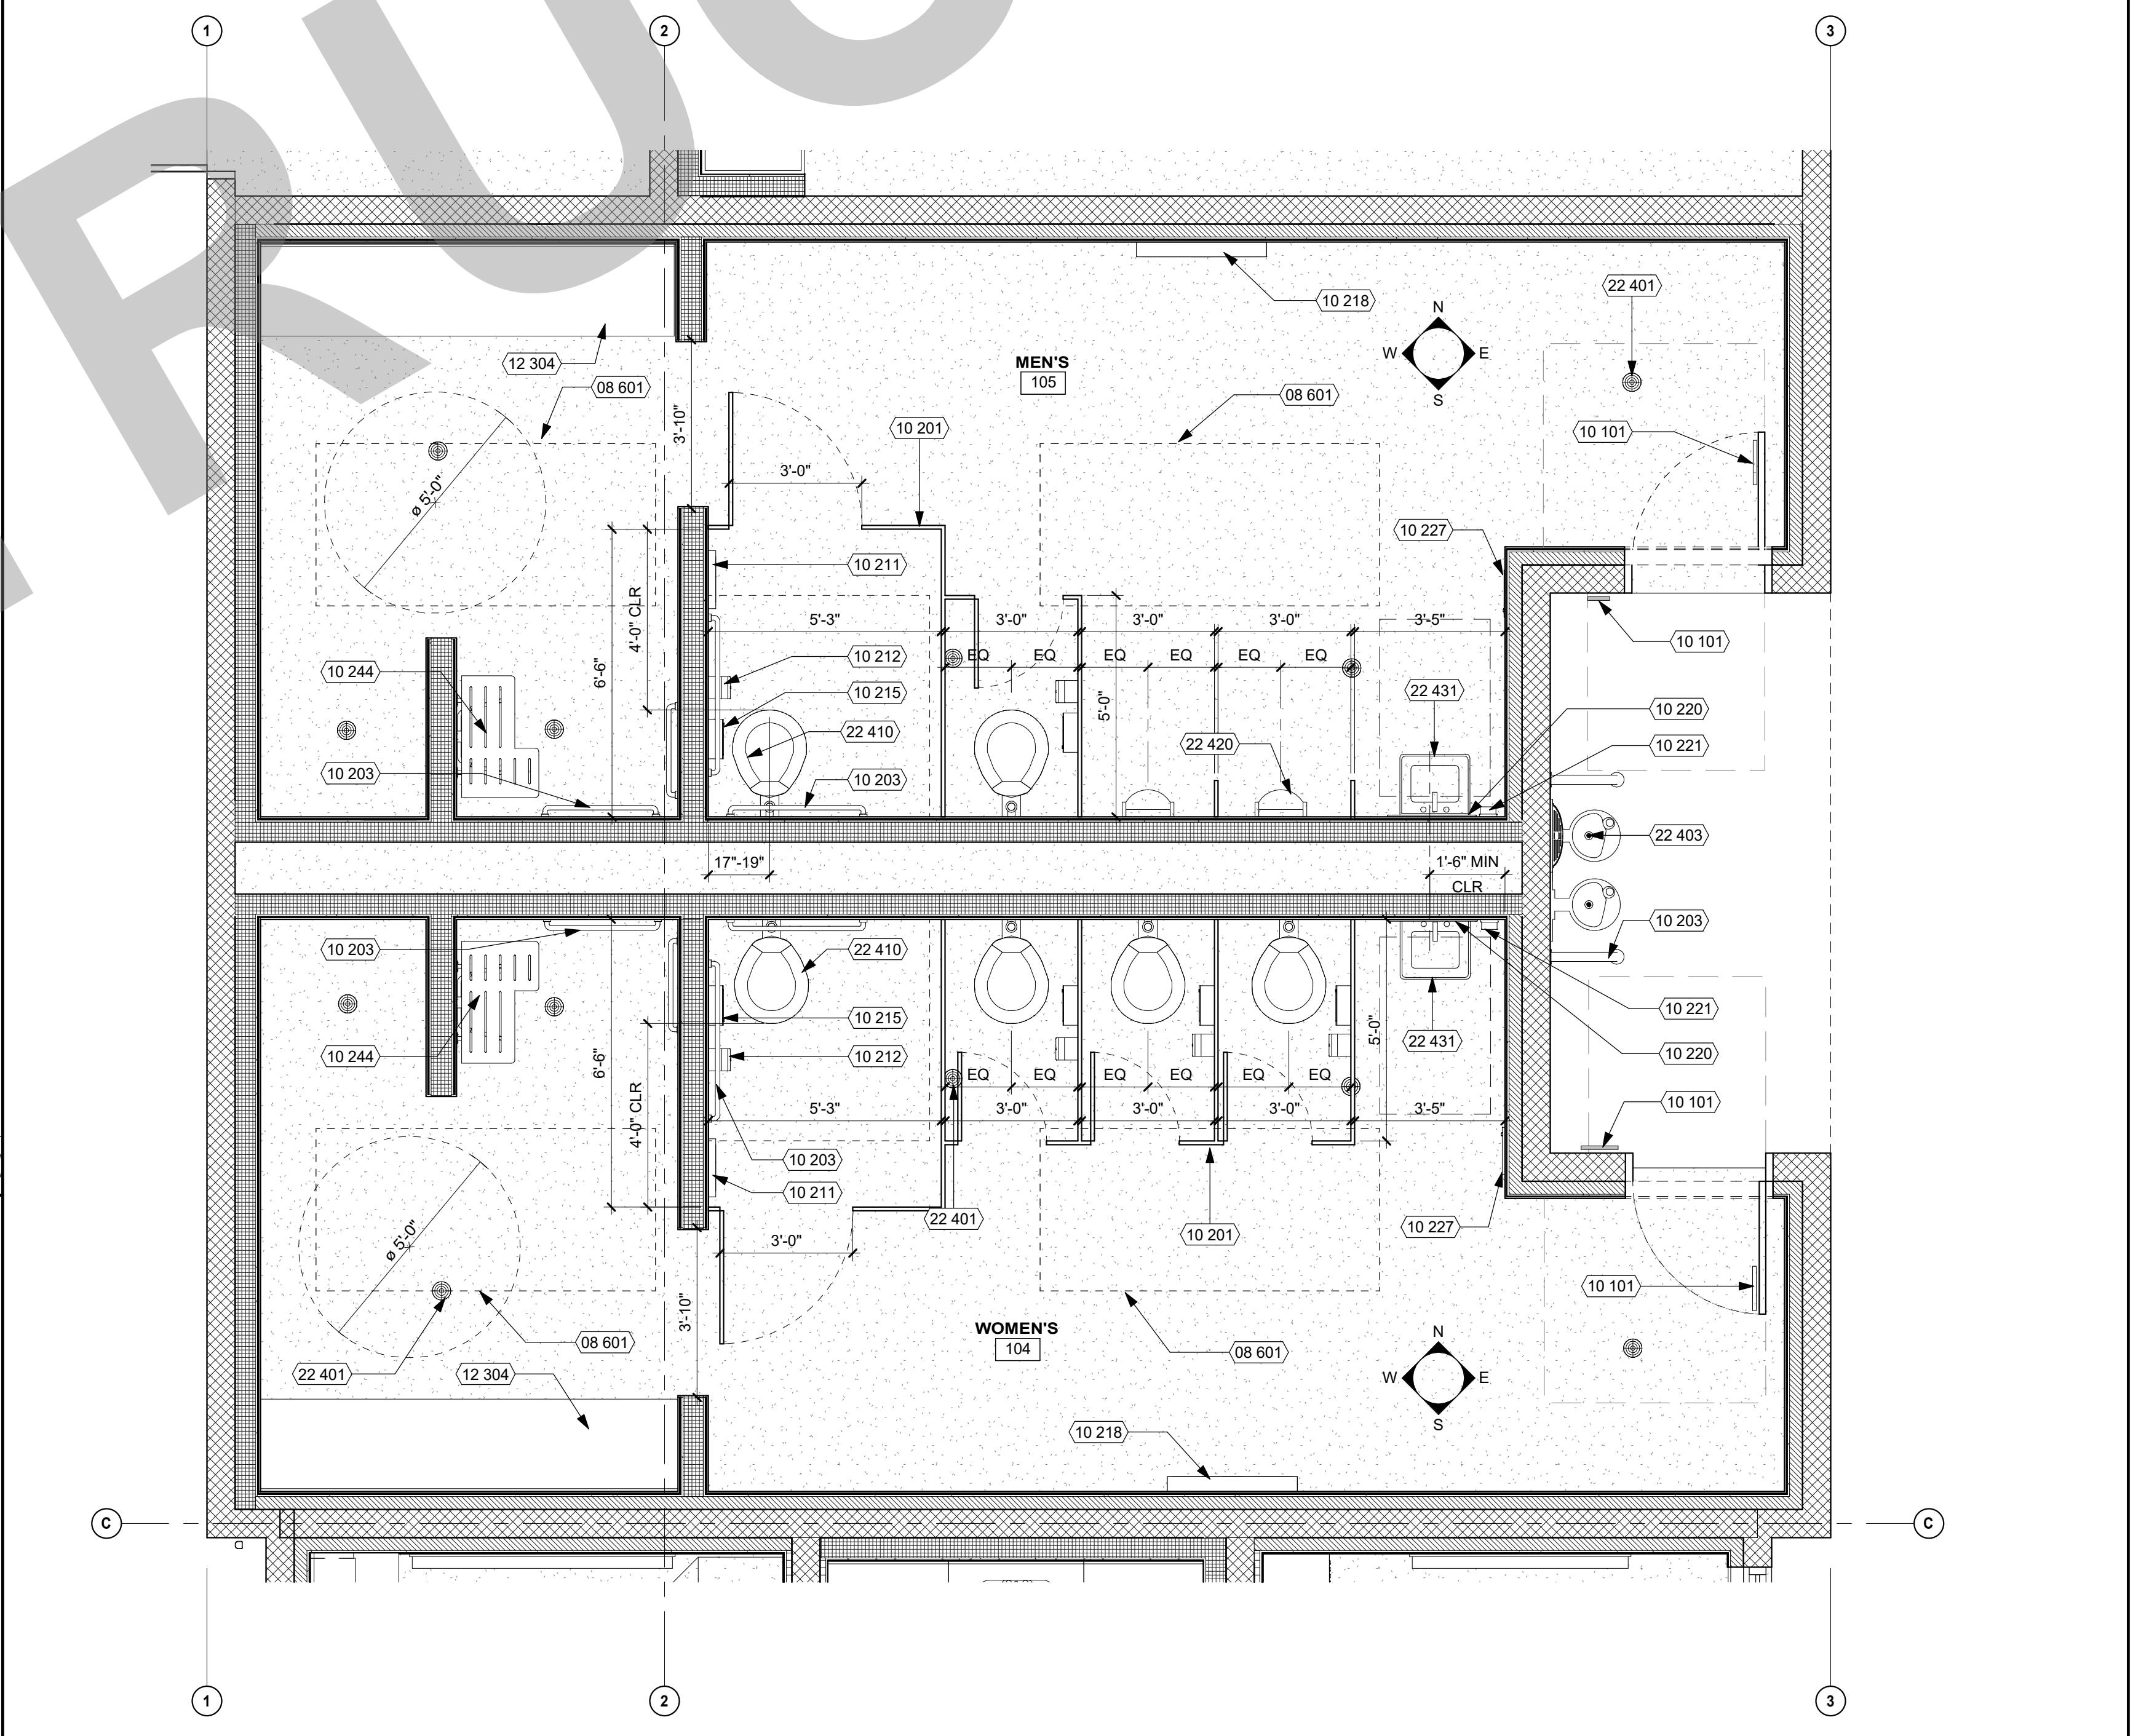 RUC
1
2
3
10 218
22 401
12 304
08 601
MEN'S
105
N
W
E
S
08 601
3'-10"
10 201
10 101
3'-0"
ø 5'-0"
10 227
10 211
4'-0" CLR
6'-6"
5'-3"
3'-0"
3'-0"
3'-0"
3'-5"
10 101
10 212
EQ
EQ
EQ
EQ
EQ
EQ
10 244
10 215
5'-0"
22 431
10 220
22 410
22 420
10 221
10 203
10 203
22 403
17"-19"
1'-6" MIN
CLR
10 203
10 203
22 410
10 215
10 221
10 244
10 212
22 431
10 220
5'-0"
6'-6"
4'-0" CLR
EQ
EQ
EQ
EQ
EQ
EQ
5'-3"
3'-0"
3'-0"
3'-0"
3'-5"
10 101
10 203
10 211
22 401
10 201
10 227
3'-0"
ø 5'-0"
3'-10"
10 101
WOMEN'S
104
08 601
08 601
22 401
12 304
N
W
E
S
10 218
C
C
1
2
3